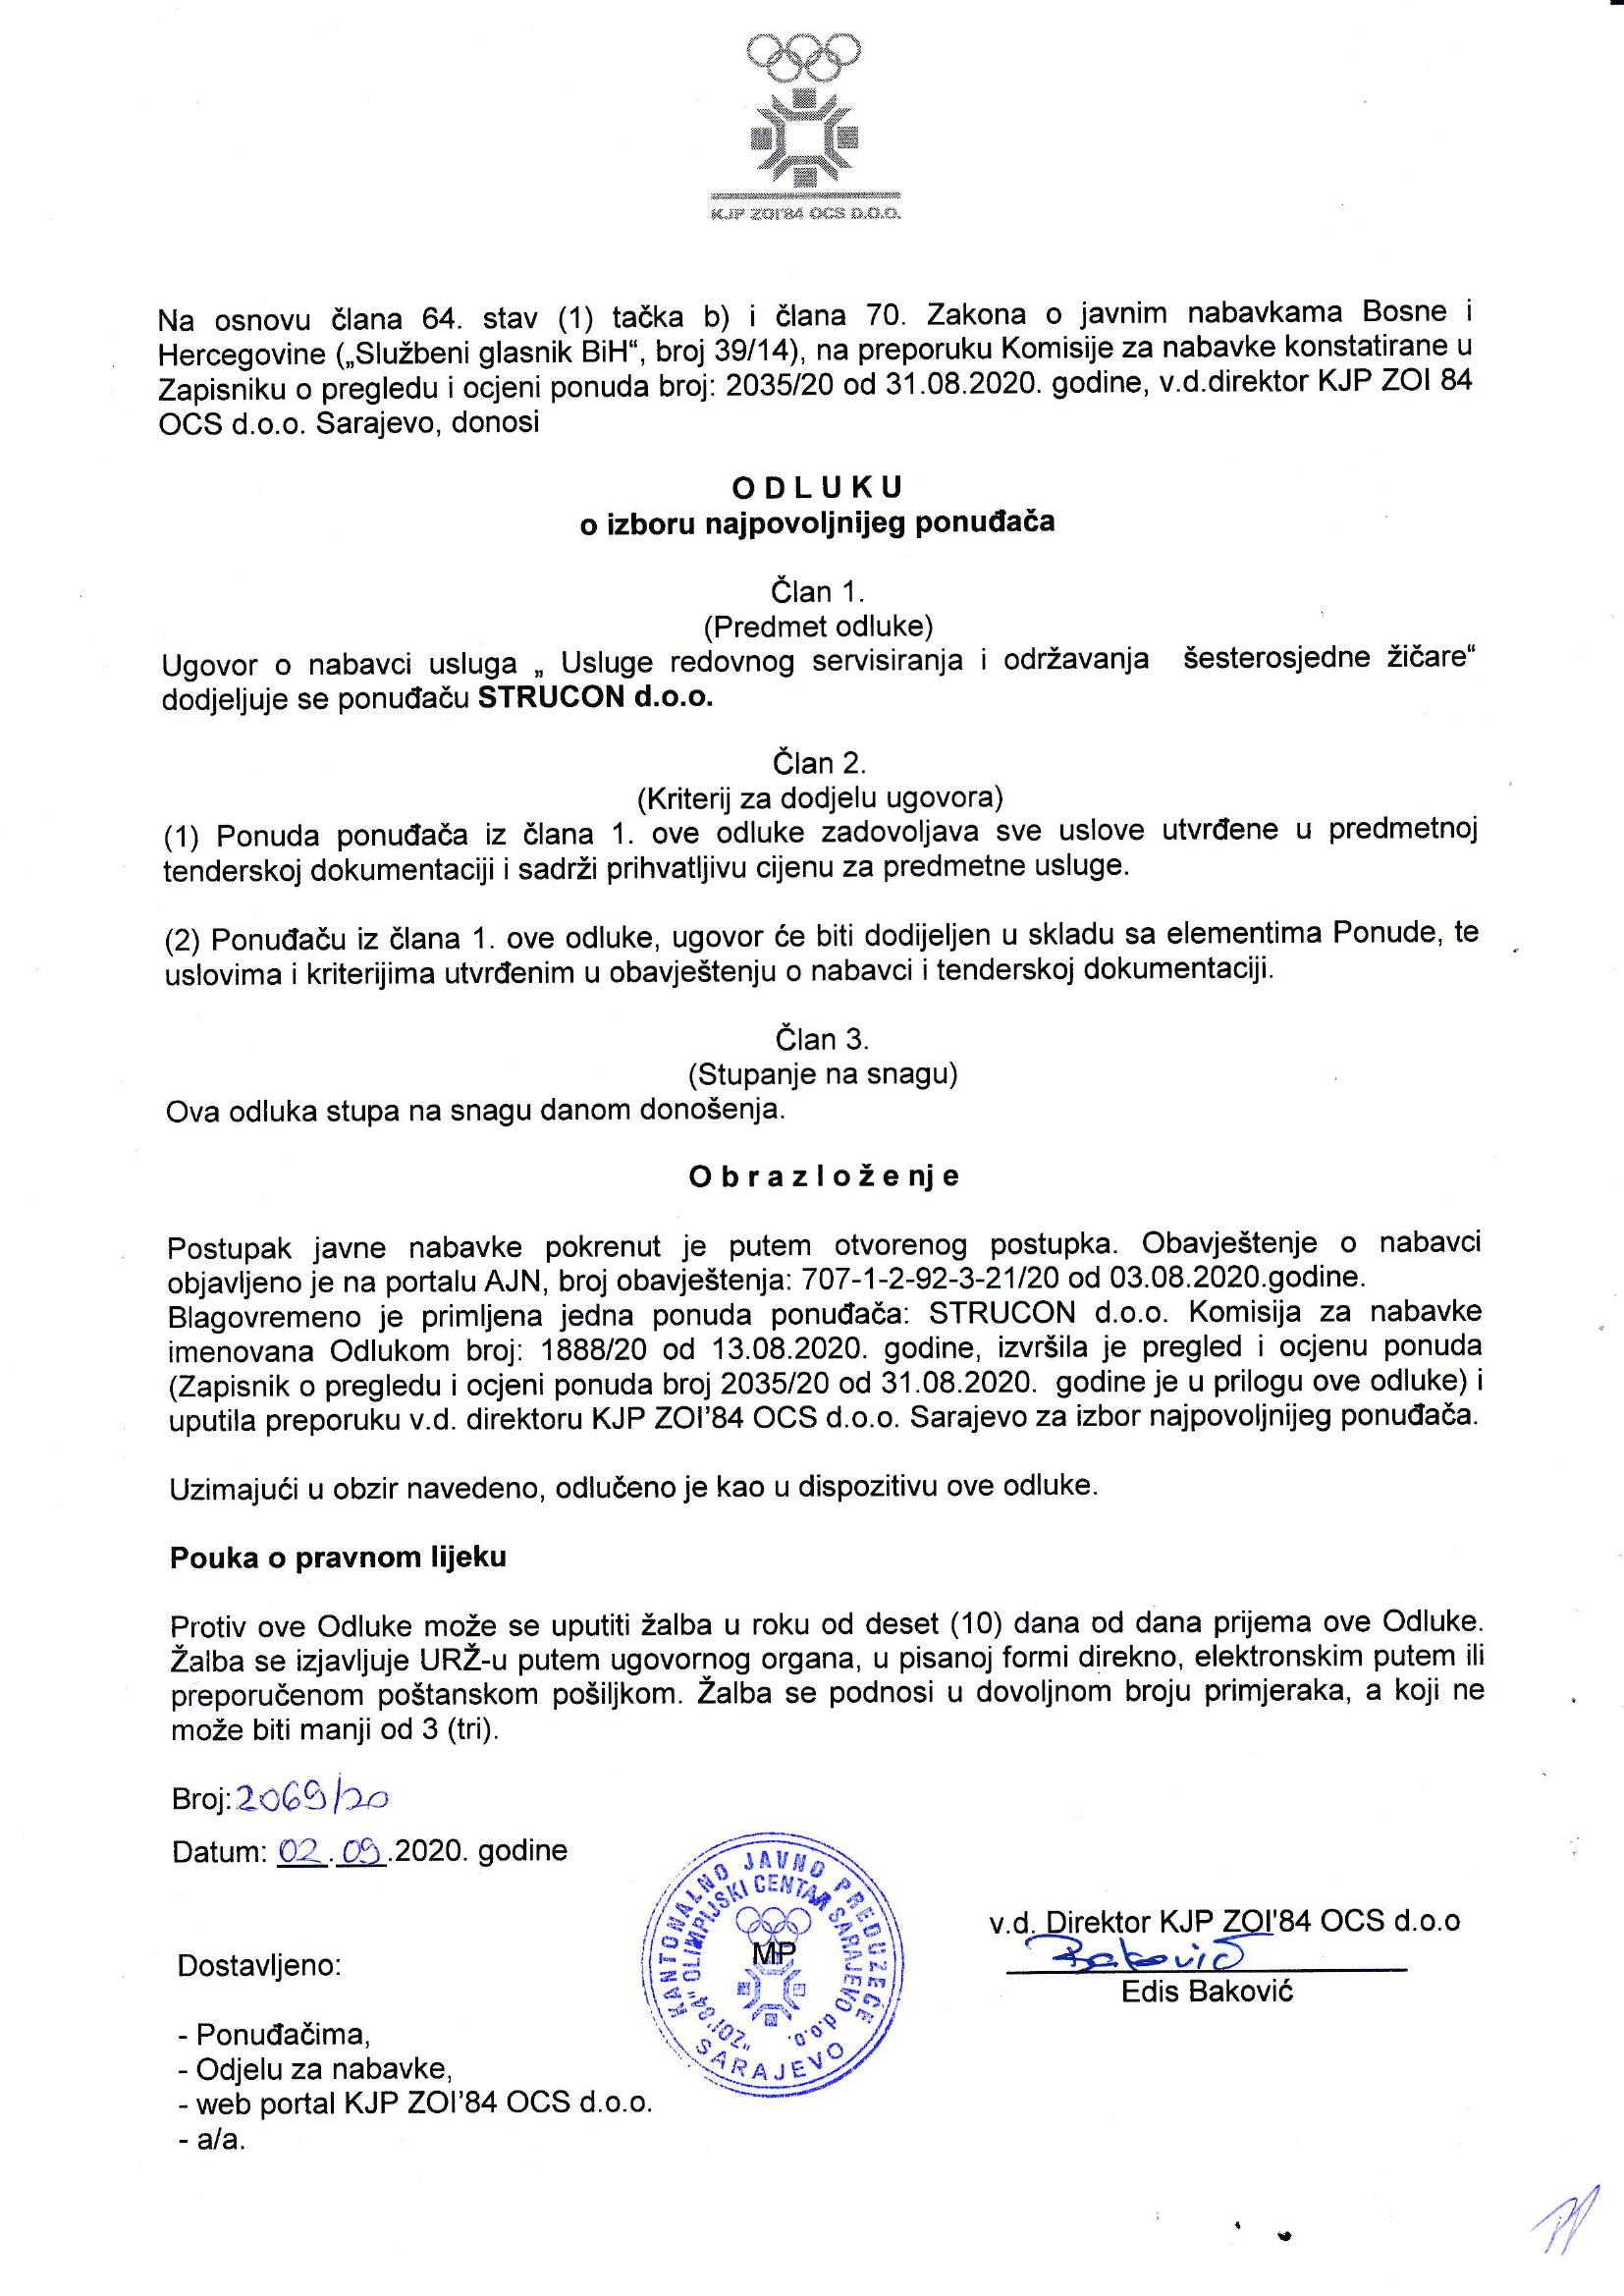 KJP ZOI'84 OCS D.O.O.
Na osnovu člana 64. stav (1) tačka b) i člana 70. Zakona o javnim nabavkama Bosne i
Hercegovine („Službeni glasnik BiH“, broj 39/14), na preporuku Komisije za nabavke konstatirane u
Zapisniku o pregledu i ocjeni ponuda broj: 2035/20 od 31.08.2020. godine, v.d.direktor KJP ZOI 84
OCS d.o.o. Sarajevo, donosi
O D L U K U
o izboru najpovoljnijeg ponuđača
Član 1.
(Predmet odluke)
Ugovor o nabavci usluga „ Usluge redovnog servisiranja i održavanja šesterosjedne žičare“
dodjeljuje se ponuđaču STRUCON d.o.o.
Član 2.
(Kriterij za dodjelu ugovora)
(1) Ponuda ponuđača iz člana 1. ove odluke zadovoljava sve uslove utvrđene u predmetnoj
tenderskoj dokumentaciji i sadrži prihvatljivu cijenu za predmetne usluge.
(2) Ponuđaču iz člana 1. ove odluke, ugovor će biti dodijeljen u skladu sa elementima Ponude, te
uslovima i kriterijima utvrđenim u obavještenju o nabavci i tenderskoj dokumentaciji.
Član 3.
(Stupanje na snagu)
Ova odluka stupa na snagu danom donošenja.
O b r a z l o ž e nj e
Postupak javne nabavke pokrenut je putem otvorenog postupka. Obavještenje o nabavci
objavljeno je na portalu AJN, broj obavještenja: 707-1-2-92-3-21/20 od 03.08.2020.godine.
Blagovremeno je primljena jedna ponuda ponuđača: STRUCON d.o.o. Komisija za nabavke
imenovana Odlukom broj: 1888/20 od 13.08.2020. godine, izvršila je pregled i ocjenu ponuda
(Zapisnik o pregledu i ocjeni ponuda broj 2035/20 od 31.08.2020. godine je u prilogu ove odluke) i
uputila preporuku v.d. direktoru KJP ZOI’84 OCS d.o.o. Sarajevo za izbor najpovoljnijeg ponuđača.
Uzimajući u obzir navedeno, odlučeno je kao u dispozitivu ove odluke.
Pouka o pravnom lijeku
Protiv ove Odluke može se uputiti žalba u roku od deset (10) dana od dana prijema ove Odluke.
Žalba se izjavljuje URŽ-u putem ugovornog organa, u pisanoj formi direkno, elektronskim putem ili
preporučenom poštanskom pošiljkom. Žalba se podnosi u dovoljnom broju primjeraka, a koji ne
može biti manji od 3 (tri).
Broj:2069/20
Datum: 02.09.2020. godine
KANTONALNO JAVNO PREDUZEĆE
"ZOI'84" OLIMPIJSKI CENTAR SARAJEVO d.o.o.
SARAJEVO
MP
v.d. Direktor KJP ZOI'84 OCS d.o.o
Baković
Edis Baković
Dostavljeno:
- Ponuđačima,
- Odjelu za nabavke,
- web portal KJP ZOI’84 OCS d.o.o.
- a/a.